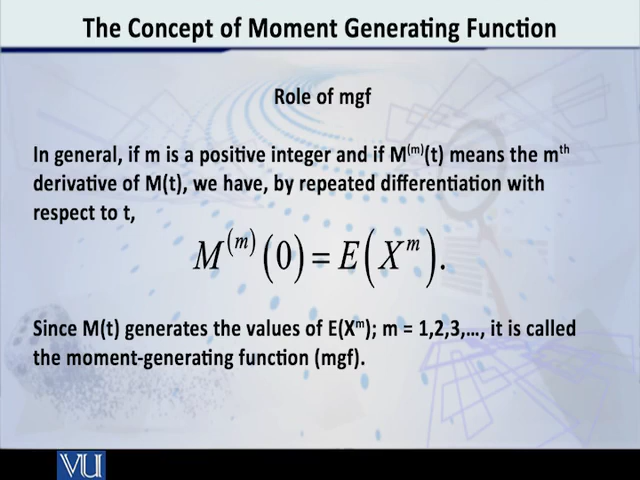 The Concept of Moment Generating Function
Role of mgf
In general, if m is a positive integer and if M⁽ᵐ⁾(t) means the mᵗʰ
derivative of M(t), we have, by repeated differentiation with
respect to t,
M⁽ᵐ⁾(0) = E(Xᵐ).
Since M(t) generates the values of E(Xᵐ); m = 1,2,3,…, it is called
the moment-generating function (mgf).
VU